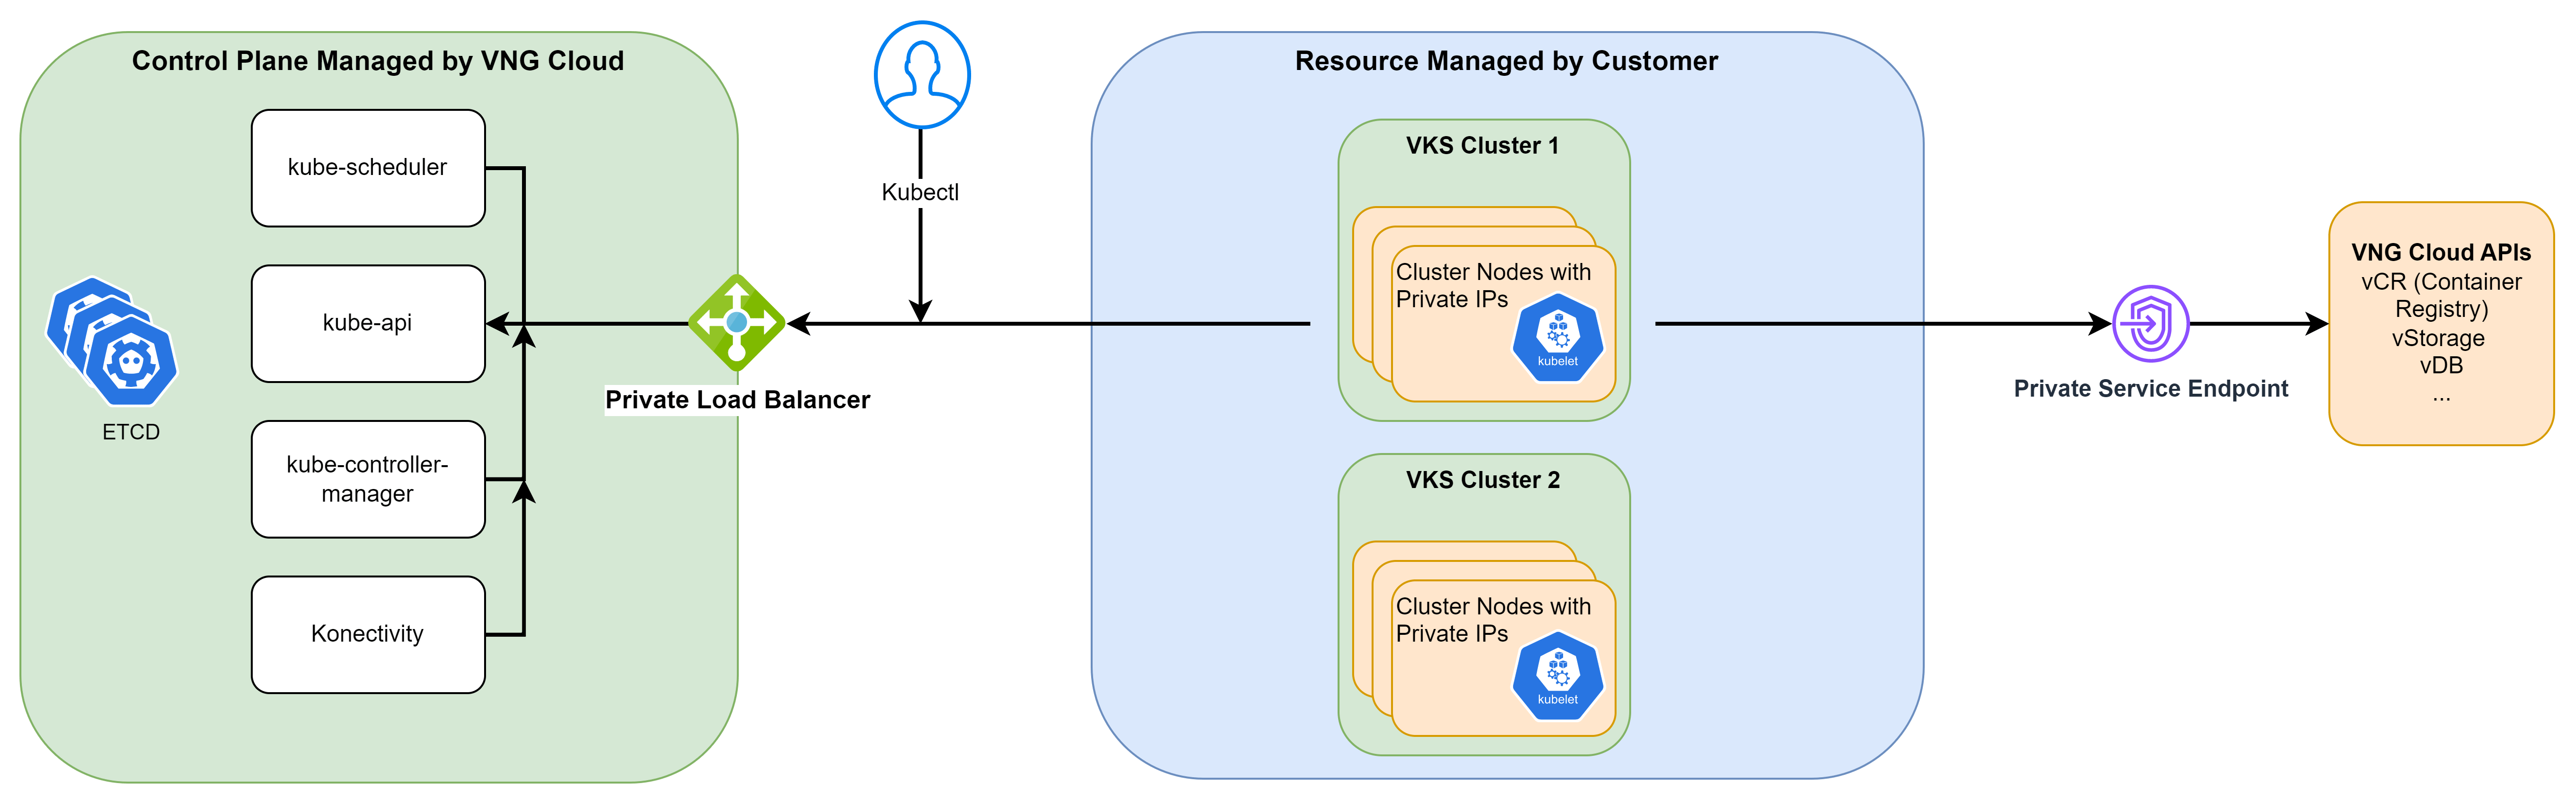 Control Plane Managed by VNG Cloud
kube-scheduler
kube-api
kube-controller-
manager
Konectivity
ETCD
Private Load Balancer
Kubectl
Resource Managed by Customer
VKS Cluster 1
Cluster Nodes with
Private IPs
kubelet
VKS Cluster 2
Cluster Nodes with
Private IPs
kubelet
Private Service Endpoint
VNG Cloud APIs
vCR (Container
Registry)
vStorage
vDB
...